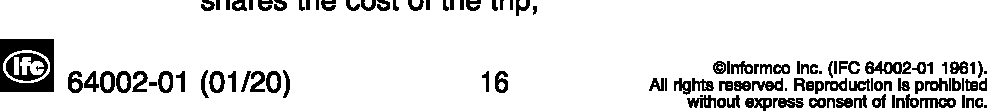 shares the cost of the trip;
Ifc
64002-01 (01/20)
16
©Informco Inc. (IFC 64002-01 1961).
All rights reserved. Reproduction is prohibited
without express consent of Informco Inc.